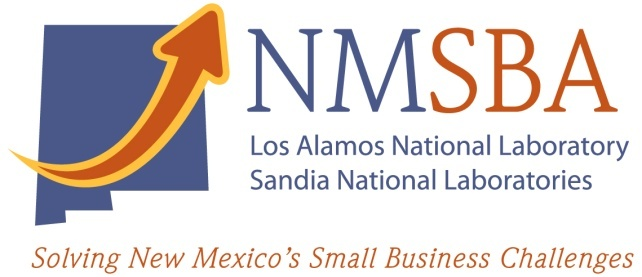 NMSBA
Los Alamos National Laboratory
Sandia National Laboratories
Solving New Mexico's Small Business Challenges